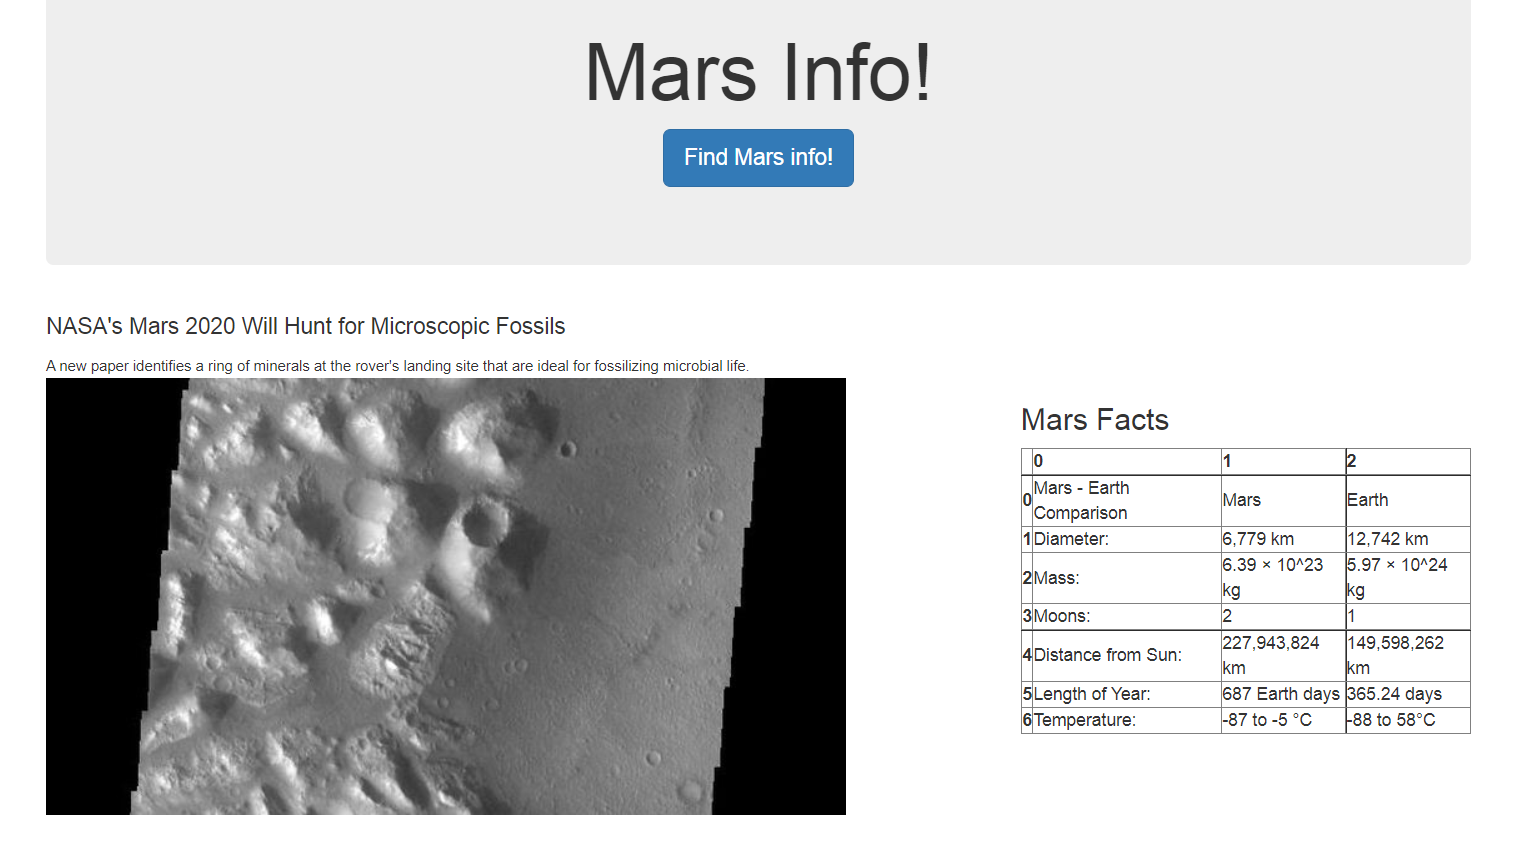 Mars Info!
Find Mars info!
NASA's Mars 2020 Will Hunt for Microscopic Fossils
A new paper identifies a ring of minerals at the rover's landing site that are ideal for fossilizing microbial life.
Mars Facts
0 1 2
0 Mars - Earth Comparison Mars Earth
1 Diameter: 6,779 km 12,742 km
2 Mass: 6.39 × 10^23 kg 5.97 × 10^24 kg
3 Moons: 2 1
4 Distance from Sun: 227,943,824 km 149,598,262 km
5 Length of Year: 687 Earth days 365.24 days
6 Temperature: -87 to -5 °C -88 to 58°C